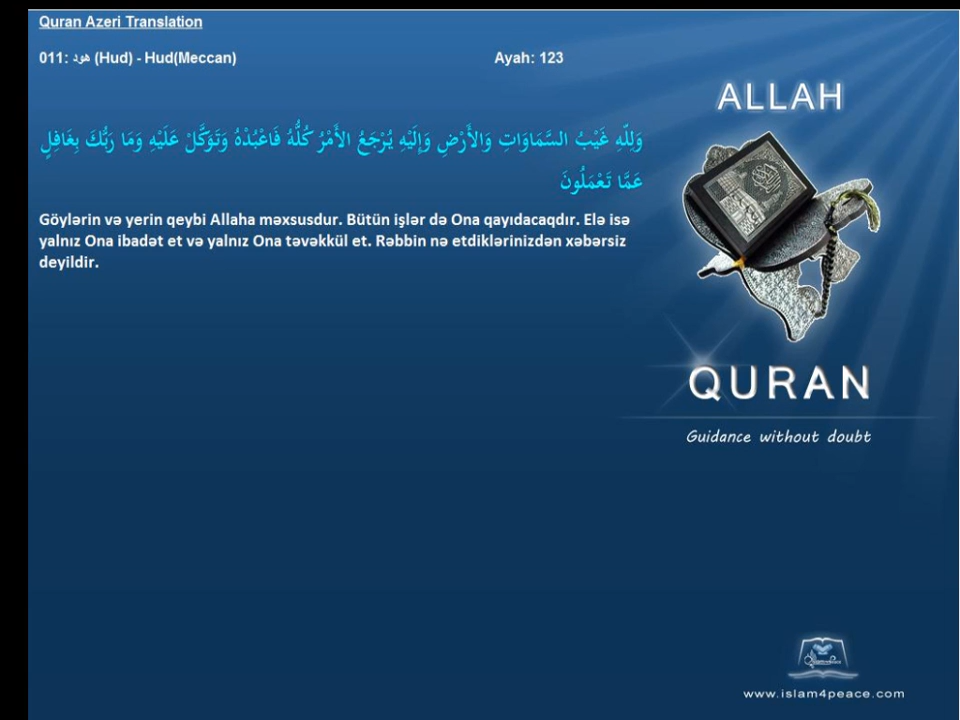 Quran Azeri Translation
011: هود (Hud) - Hud(Meccan) Ayah: 123
وَلِلّهِ غَيْبُ السَّمَاوَاتِ وَالأَرْضِ وَإِلَيْهِ يُرْجَعُ الأَمْرُ كُلُّهُ فَاعْبُدْهُ وَتَوَكَّلْ عَلَيْهِ وَمَا رَبُّكَ بِغَافِلٍ
عَمَّا تَعْمَلُونَ
Göylərin və yerin qeybi Allaha məxsusdur. Bütün işlər də Ona qayıdacaqdır. Elə isə
yalnız Ona ibadət et və yalnız Ona təvəkkül et. Rəbbin nə etdiklərinizdən xəbərsiz
deyildir.
ALLAH
QURAN
Guidance without doubt
www.islam4peace.com